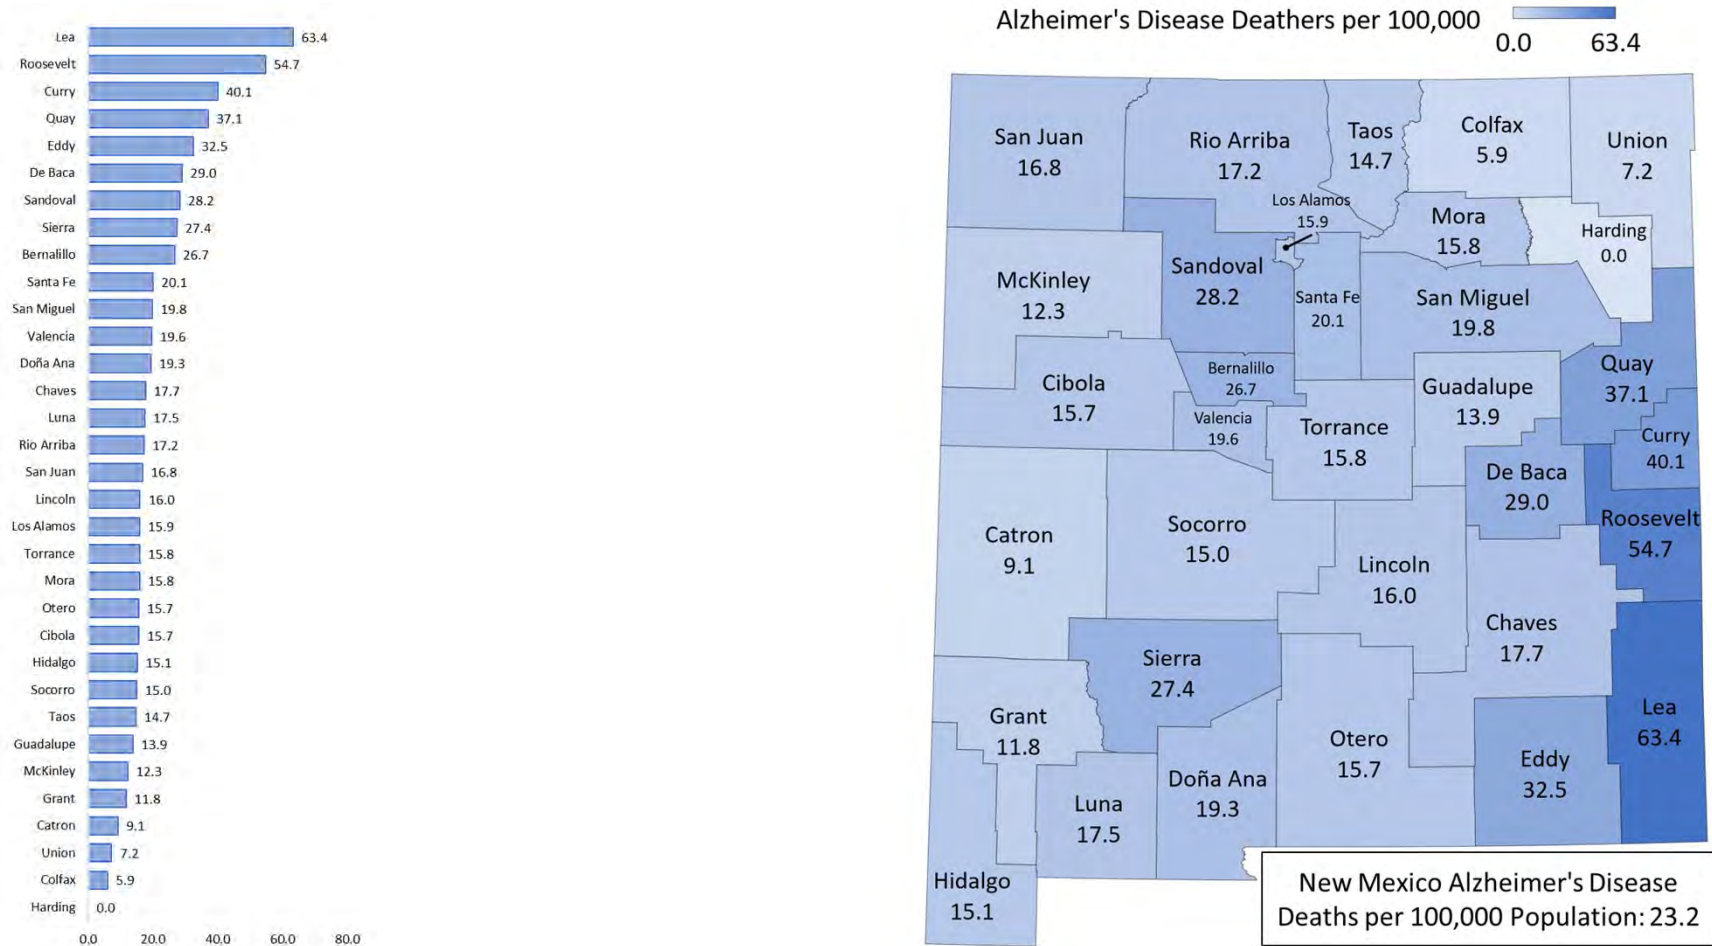 Lea 63.4
Roosevelt 54.7
Curry 40.1
Quay 37.1
Eddy 32.5
De Baca 29.0
Sandoval 28.2
Sierra 27.4
Bernalillo 26.7
Santa Fe 20.1
San Miguel 19.8
Valencia 19.6
Doña Ana 19.3
Chaves 17.7
Luna 17.5
Rio Arriba 17.2
San Juan 16.8
Lincoln 16.0
Los Alamos 15.9
Torrance 15.8
Mora 15.8
Otero 15.7
Cibola 15.7
Hidalgo 15.1
Socorro 15.0
Taos 14.7
Guadalupe 13.9
McKinley 12.3
Grant 11.8
Catron 9.1
Union 7.2
Colfax 5.9
Harding 0.0
0.0 20.0 40.0 60.0 80.0
Alzheimer's Disease Deathers per 100,000
0.0 63.4
San Juan
16.8
Rio Arriba
17.2
Taos
14.7
Colfax
5.9
Union
7.2
Los Alamos
15.9
Mora
15.8
Harding
0.0
McKinley
12.3
Sandoval
28.2
Santa Fe
20.1
San Miguel
19.8
Quay
37.1
Cibola
15.7
Bernalillo
26.7
Valencia
19.6
Torrance
15.8
Guadalupe
13.9
Curry
40.1
De Baca
29.0
Roosevelt
54.7
Catron
9.1
Socorro
15.0
Lincoln
16.0
Chaves
17.7
Sierra
27.4
Grant
11.8
Lea
63.4
Otero
15.7
Eddy
32.5
Doña Ana
19.3
Luna
17.5
Hidalgo
15.1
New Mexico Alzheimer's Disease
Deaths per 100,000 Population: 23.2